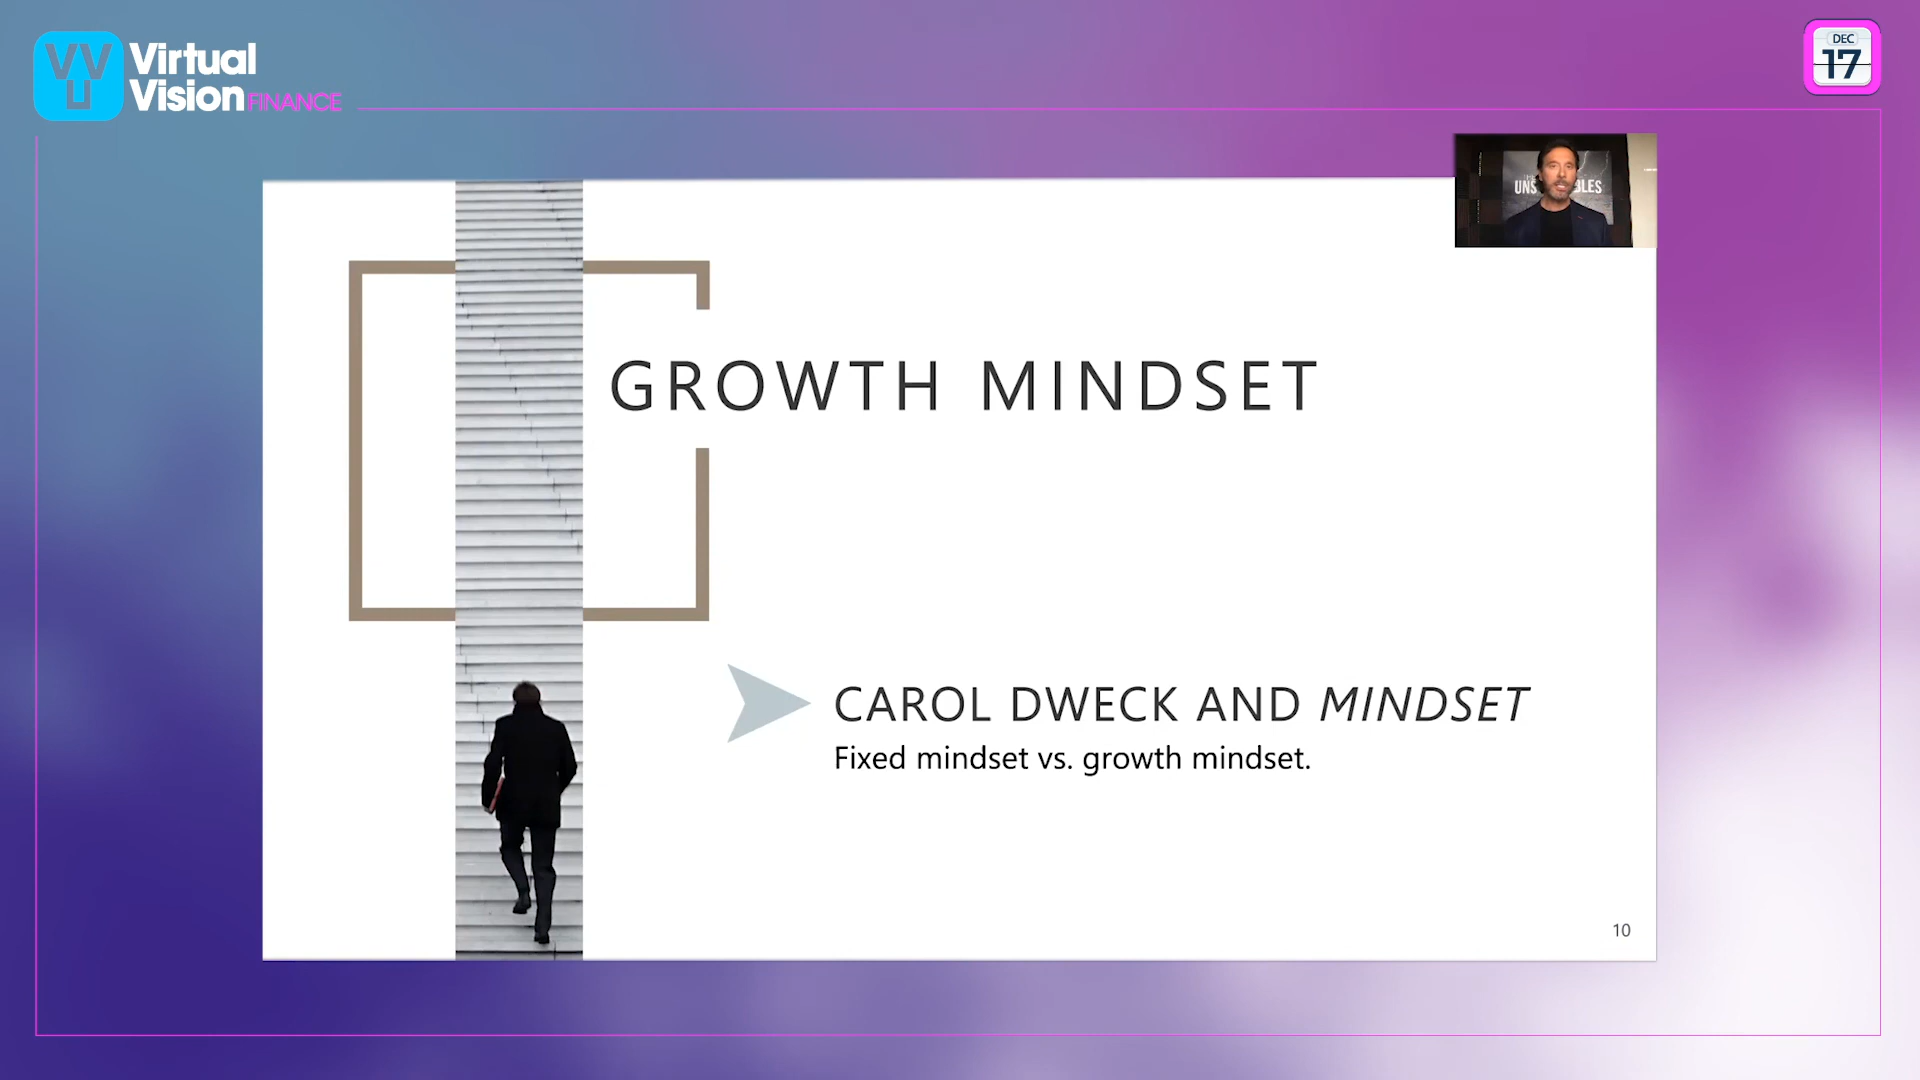 Virtual
Vision FINANCE
DEC
17
GROWTH MINDSET
CAROL DWECK AND MINDSET
Fixed mindset vs. growth mindset.
10